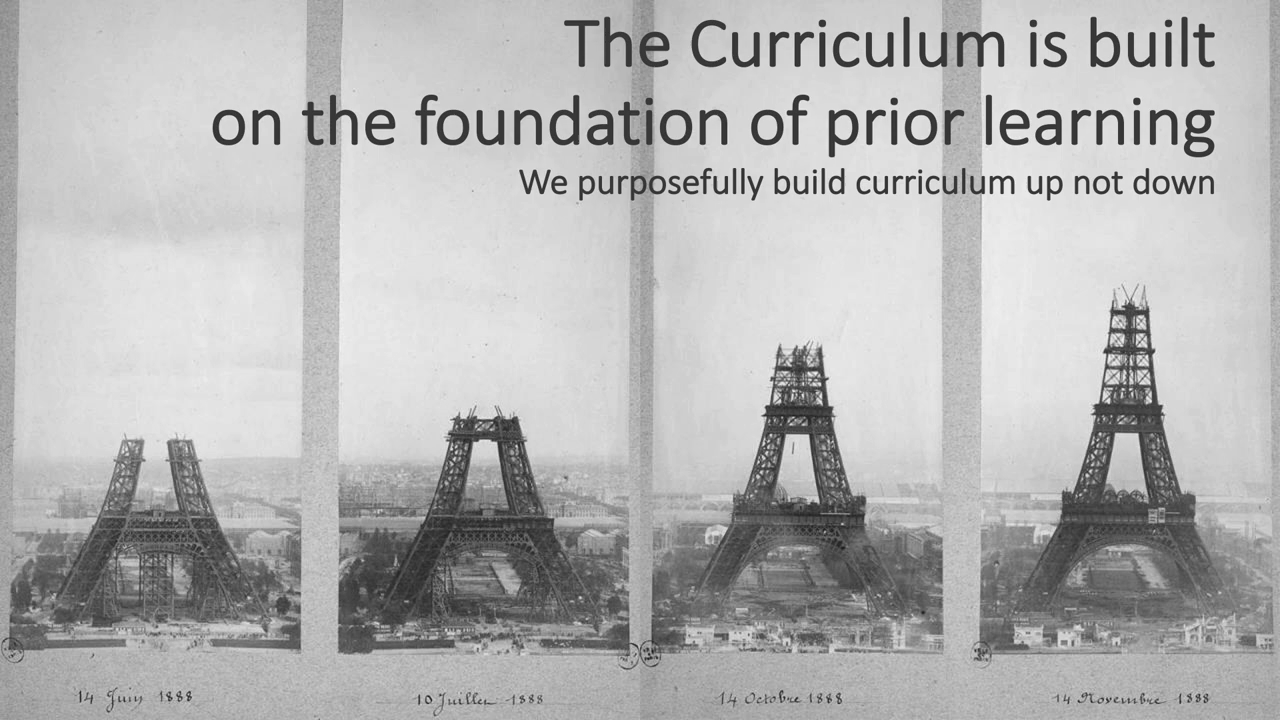 The Curriculum is built
on the foundation of prior learning
We purposefully build curriculum up not down
14 Juin 1888
10 Juillet 1888
14 Octobre 1888
14 Novembre 1888